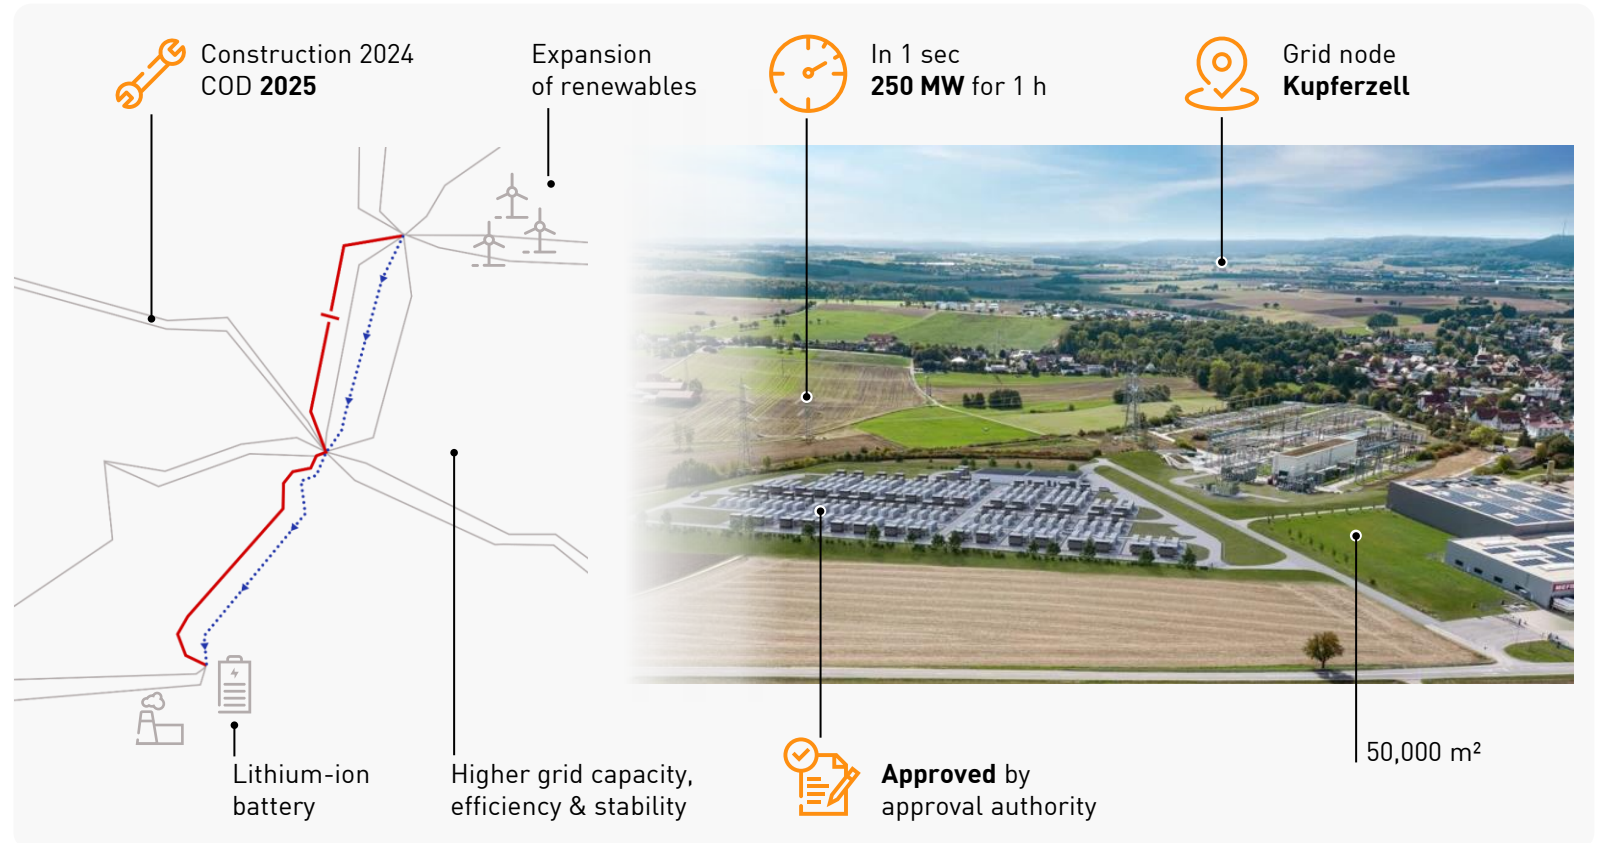 Construction 2024
COD 2025
Expansion
of renewables
In 1 sec
250 MW for 1 h
Grid node
Kupferzell
Lithium-ion
battery
Higher grid capacity,
efficiency & stability
Approved by
approval authority
50,000 m²